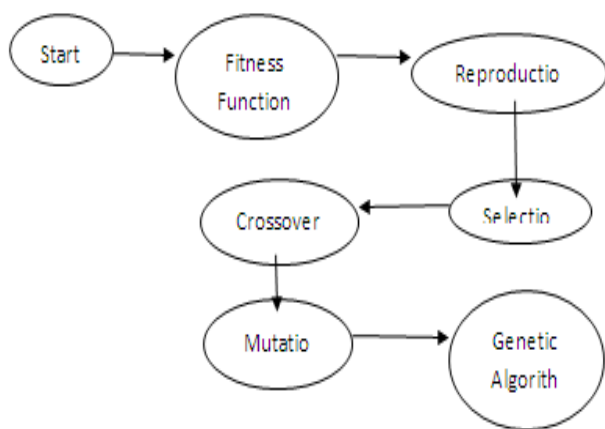 Start
Fitness
Function
Reproductio
Selectio
Crossover
Mutatio
Genetic
Algorith